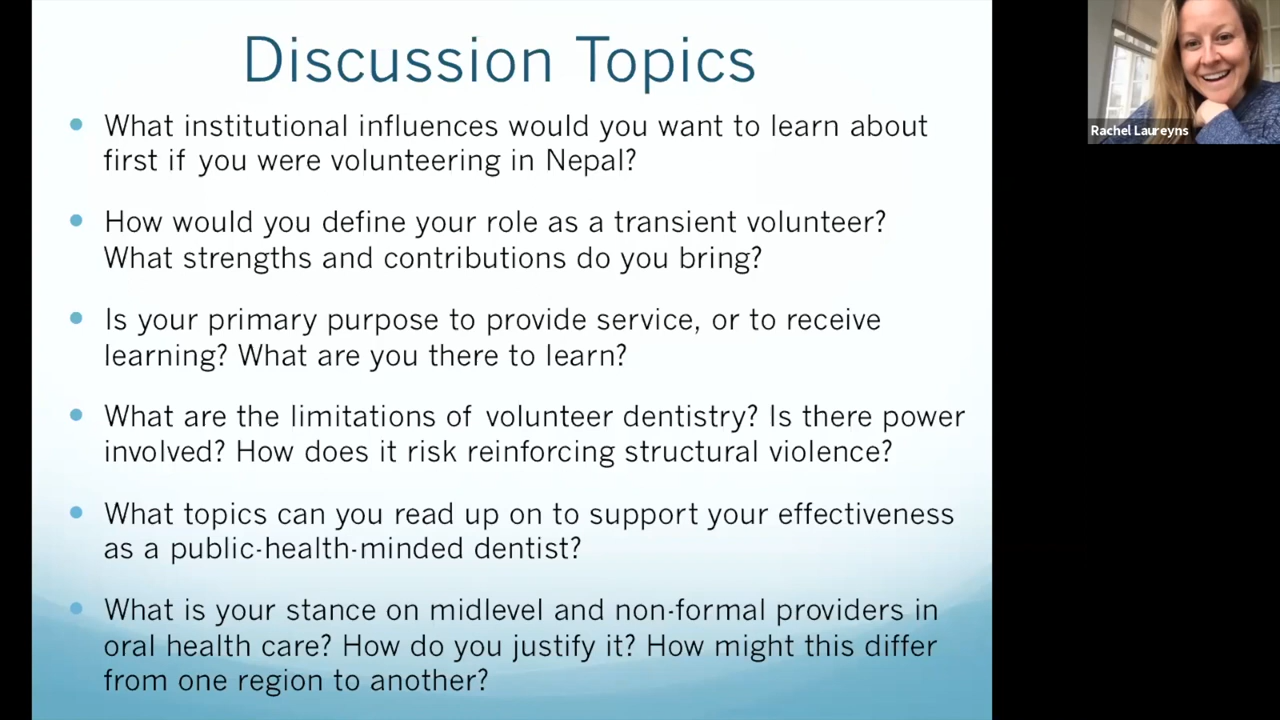 Discussion Topics
• What institutional influences would you want to learn about
first if you were volunteering in Nepal?
• How would you define your role as a transient volunteer?
What strengths and contributions do you bring?
• Is your primary purpose to provide service, or to receive
learning? What are you there to learn?
• What are the limitations of volunteer dentistry? Is there power
involved? How does it risk reinforcing structural violence?
• What topics can you read up on to support your effectiveness
as a public-health-minded dentist?
• What is your stance on midlevel and non-formal providers in
oral health care? How do you justify it? How might this differ
from one region to another?
Rachel Laureyns